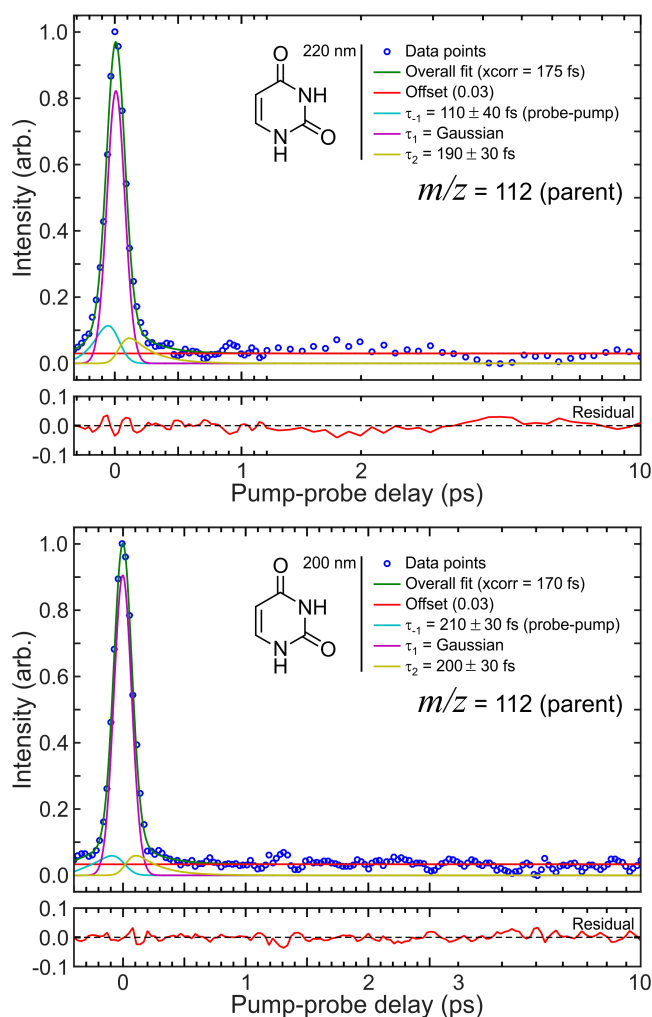 1.0
0.8
0.6
0.4
0.2
0.0
Intensity (arb.)
O
NH
N
H
O
220 nm
Data points
Overall fit (xcorr = 175 fs)
Offset (0.03)
τ-1 = 110 ± 40 fs (probe-pump)
τ1 = Gaussian
τ2 = 190 ± 30 fs
m/z = 112 (parent)
0.1
0.0
-0.1
Residual
0 1 2 10
Pump-probe delay (ps)
1.0
0.8
0.6
0.4
0.2
0.0
Intensity (arb.)
O
NH
N
H
O
200 nm
Data points
Overall fit (xcorr = 170 fs)
Offset (0.03)
τ-1 = 210 ± 30 fs (probe-pump)
τ1 = Gaussian
τ2 = 200 ± 30 fs
m/z = 112 (parent)
0.1
0.0
-0.1
Residual
0 1 2 3 10
Pump-probe delay (ps)